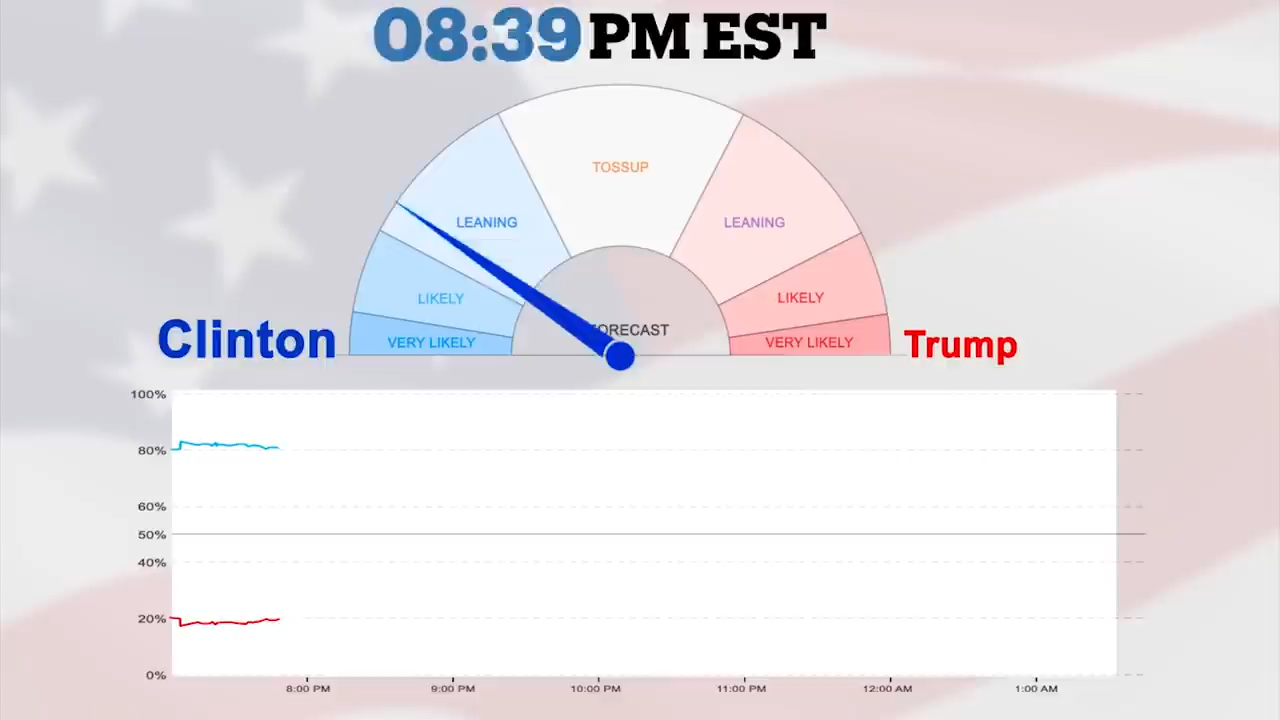 08:39 PM EST
TOSSUP
LEANING
LEANING
LIKELY
LIKELY
ORECAST
VERY LIKELY
VERY LIKELY
Clinton
Trump
100%
80%
60%
50%
40%
20%
0%
8:00 PM
9:00 PM
10:00 PM
11:00 PM
12:00 AM
1:00 AM